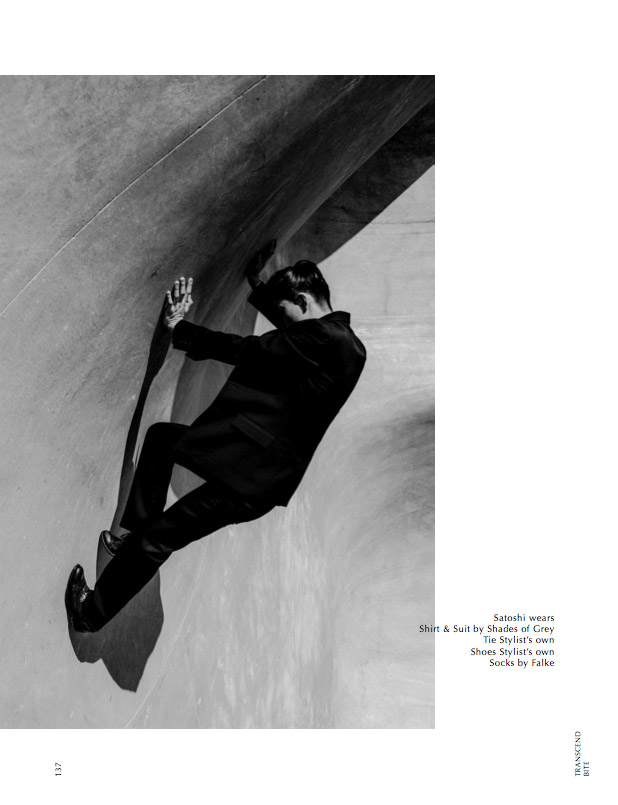 Satoshi wears
Shirt & Suit by Shades of Grey
Tie Stylist's own
Shoes Stylist's own
Socks by Falke
137
TRANSCEND
BITE